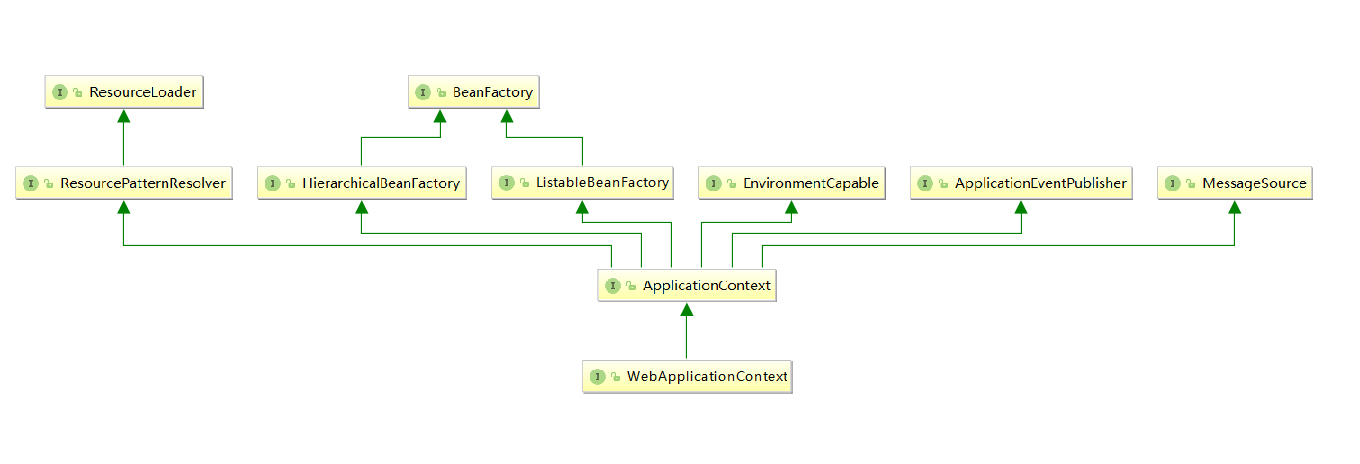 I ResourceLoader
I BeanFactory
I ResourcePatternResolver
I HierarchicalBeanFactory
I ListableBeanFactory
I EnvironmentCapable
I ApplicationEventPublisher
I MessageSource
I ApplicationContext
I WebApplicationContext